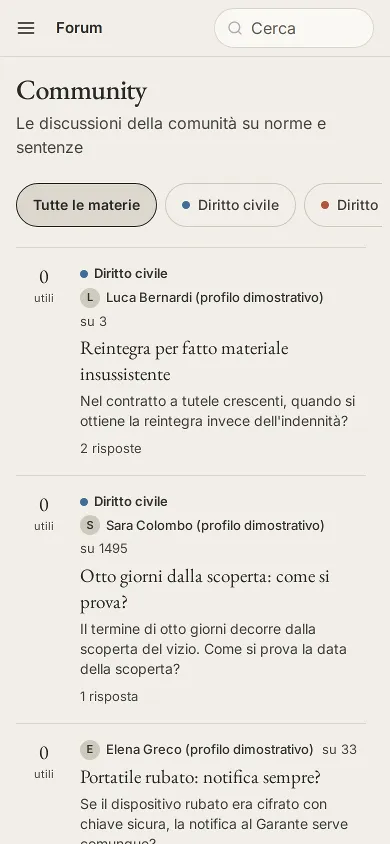 Forum
Cerca
Community
Le discussioni della comunità su norme e
sentenze
Tutte le materie
Diritto civile
Diritto
0
utili
Diritto civile
L Luca Bernardi (profilo dimostrativo)
su 3
Reintegra per fatto materiale
insussistente
Nel contratto a tutele crescenti, quando si
ottiene la reintegra invece dell'indennità?
2 risposte
0
utili
Diritto civile
S Sara Colombo (profilo dimostrativo)
su 1495
Otto giorni dalla scoperta: come si
prova?
Il termine di otto giorni decorre dalla
scoperta del vizio. Come si prova la data
della scoperta?
1 risposta
0
utili
E Elena Greco (profilo dimostrativo) su 33
Portatile rubato: notifica sempre?
Se il dispositivo rubato era cifrato con
chiave sicura, la notifica al Garante serve
comunque?